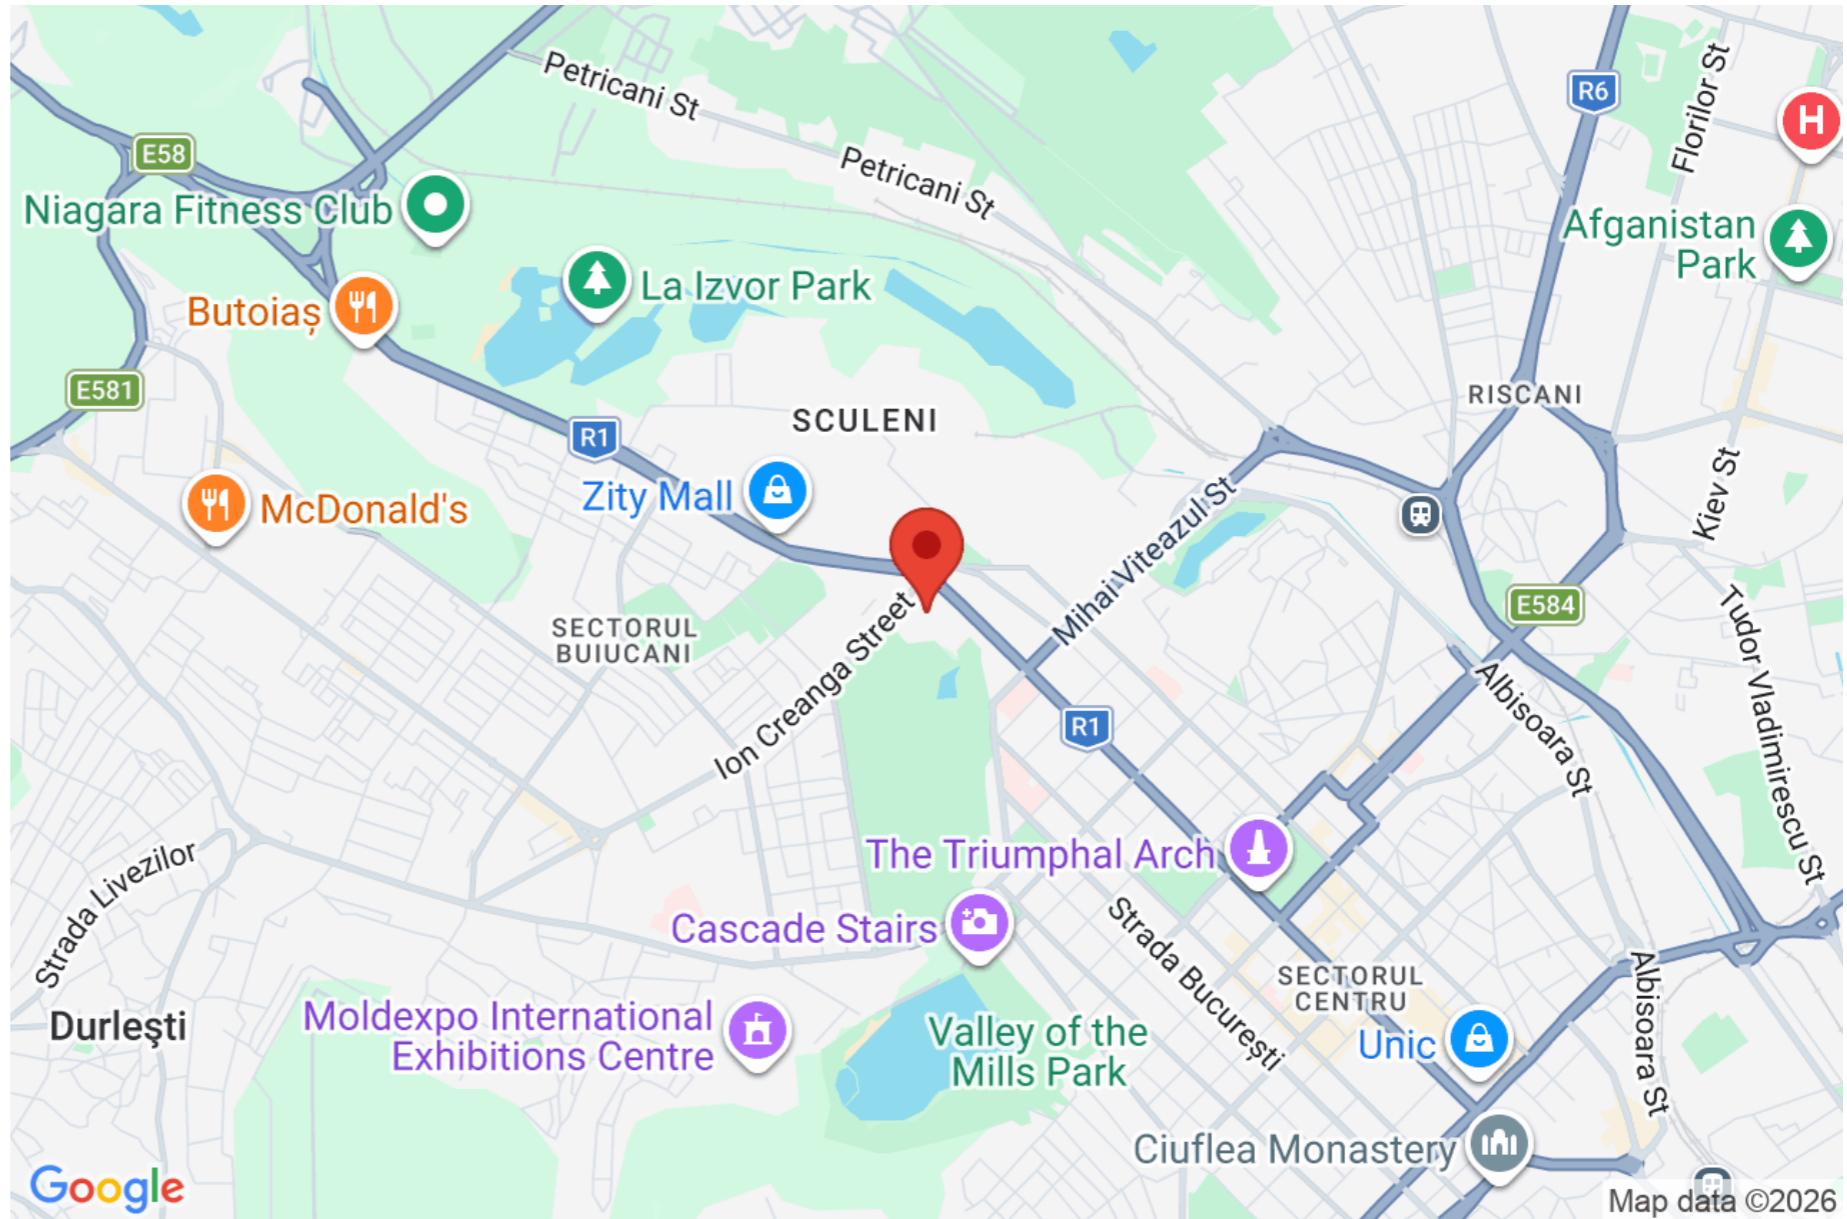 Petricani St
R6
Florilor St
H
E58
Petricani St
Niagara Fitness Club
Afganistan
Park
La Izvor Park
Butoiaș
E581
RISCANI
SCULENI
R1
Zity Mall
Kiev St
McDonald's
Mihai Viteazul St
E584
SECTORUL
BUIUCANI
Ion Creanga Street
Tudor Vladimirescu St
Albisoara St
R1
The Triumphal Arch
Strada Livezilor
Cascade Stairs
Strada București
SECTORUL
CENTRU
Albisoara St
Durleşti
Moldexpo International
Exhibitions Centre
Valley of the
Mills Park
Unic
Ciuflea Monastery
Google
Map data ©2026